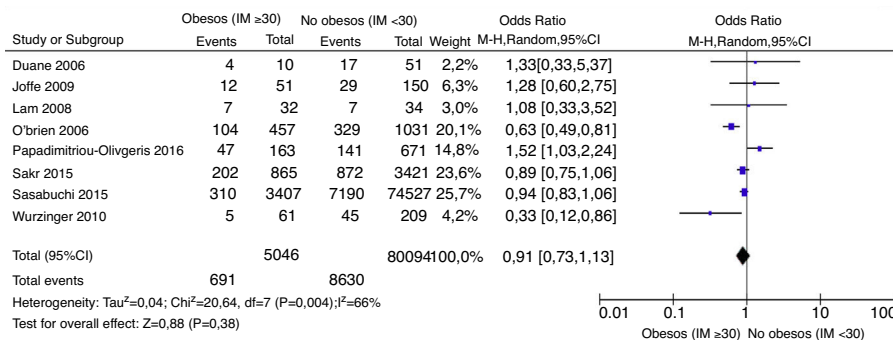 Obesos (IM ≥30) No obesos (IM <30) Odds Ratio Odds Ratio
Study or Subgroup Events Total Events Total Weight M-H,Random,95%CI M-H,Random,95%CI
Duane 2006 4 10 17 51 2,2% 1,33[0,33,5,37]
Joffe 2009 12 51 29 150 6,3% 1,28 [0,60,2,75]
Lam 2008 7 32 7 34 3,0% 1,08 [0,33,3,52]
O'brien 2006 104 457 329 1031 20,1% 0,63 [0,49,0,81]
Papadimitriou-Olivgeris 2016 47 163 141 671 14,8% 1,52 [1,03,2,24]
Sakr 2015 202 865 872 3421 23,6% 0,89 [0,75,1,06]
Sasabuchi 2015 310 3407 7190 74527 25,7% 0,94 [0,83,1,06]
Wurzinger 2010 5 61 45 209 4,2% 0,33 [0,12,0,86]
Total (95%CI) 5046 80094 100,0% 0,91 [0,73,1,13]
Total events 691 8630
Heterogeneity: Tau²=0,04; Chi²=20,64, df=7 (P=0,004);I²=66%
Test for overall effect: Z=0,88 (P=0,38)
0.01 0.1 1 10 100
Obesos (IM ≥30) No obesos (IM <30)